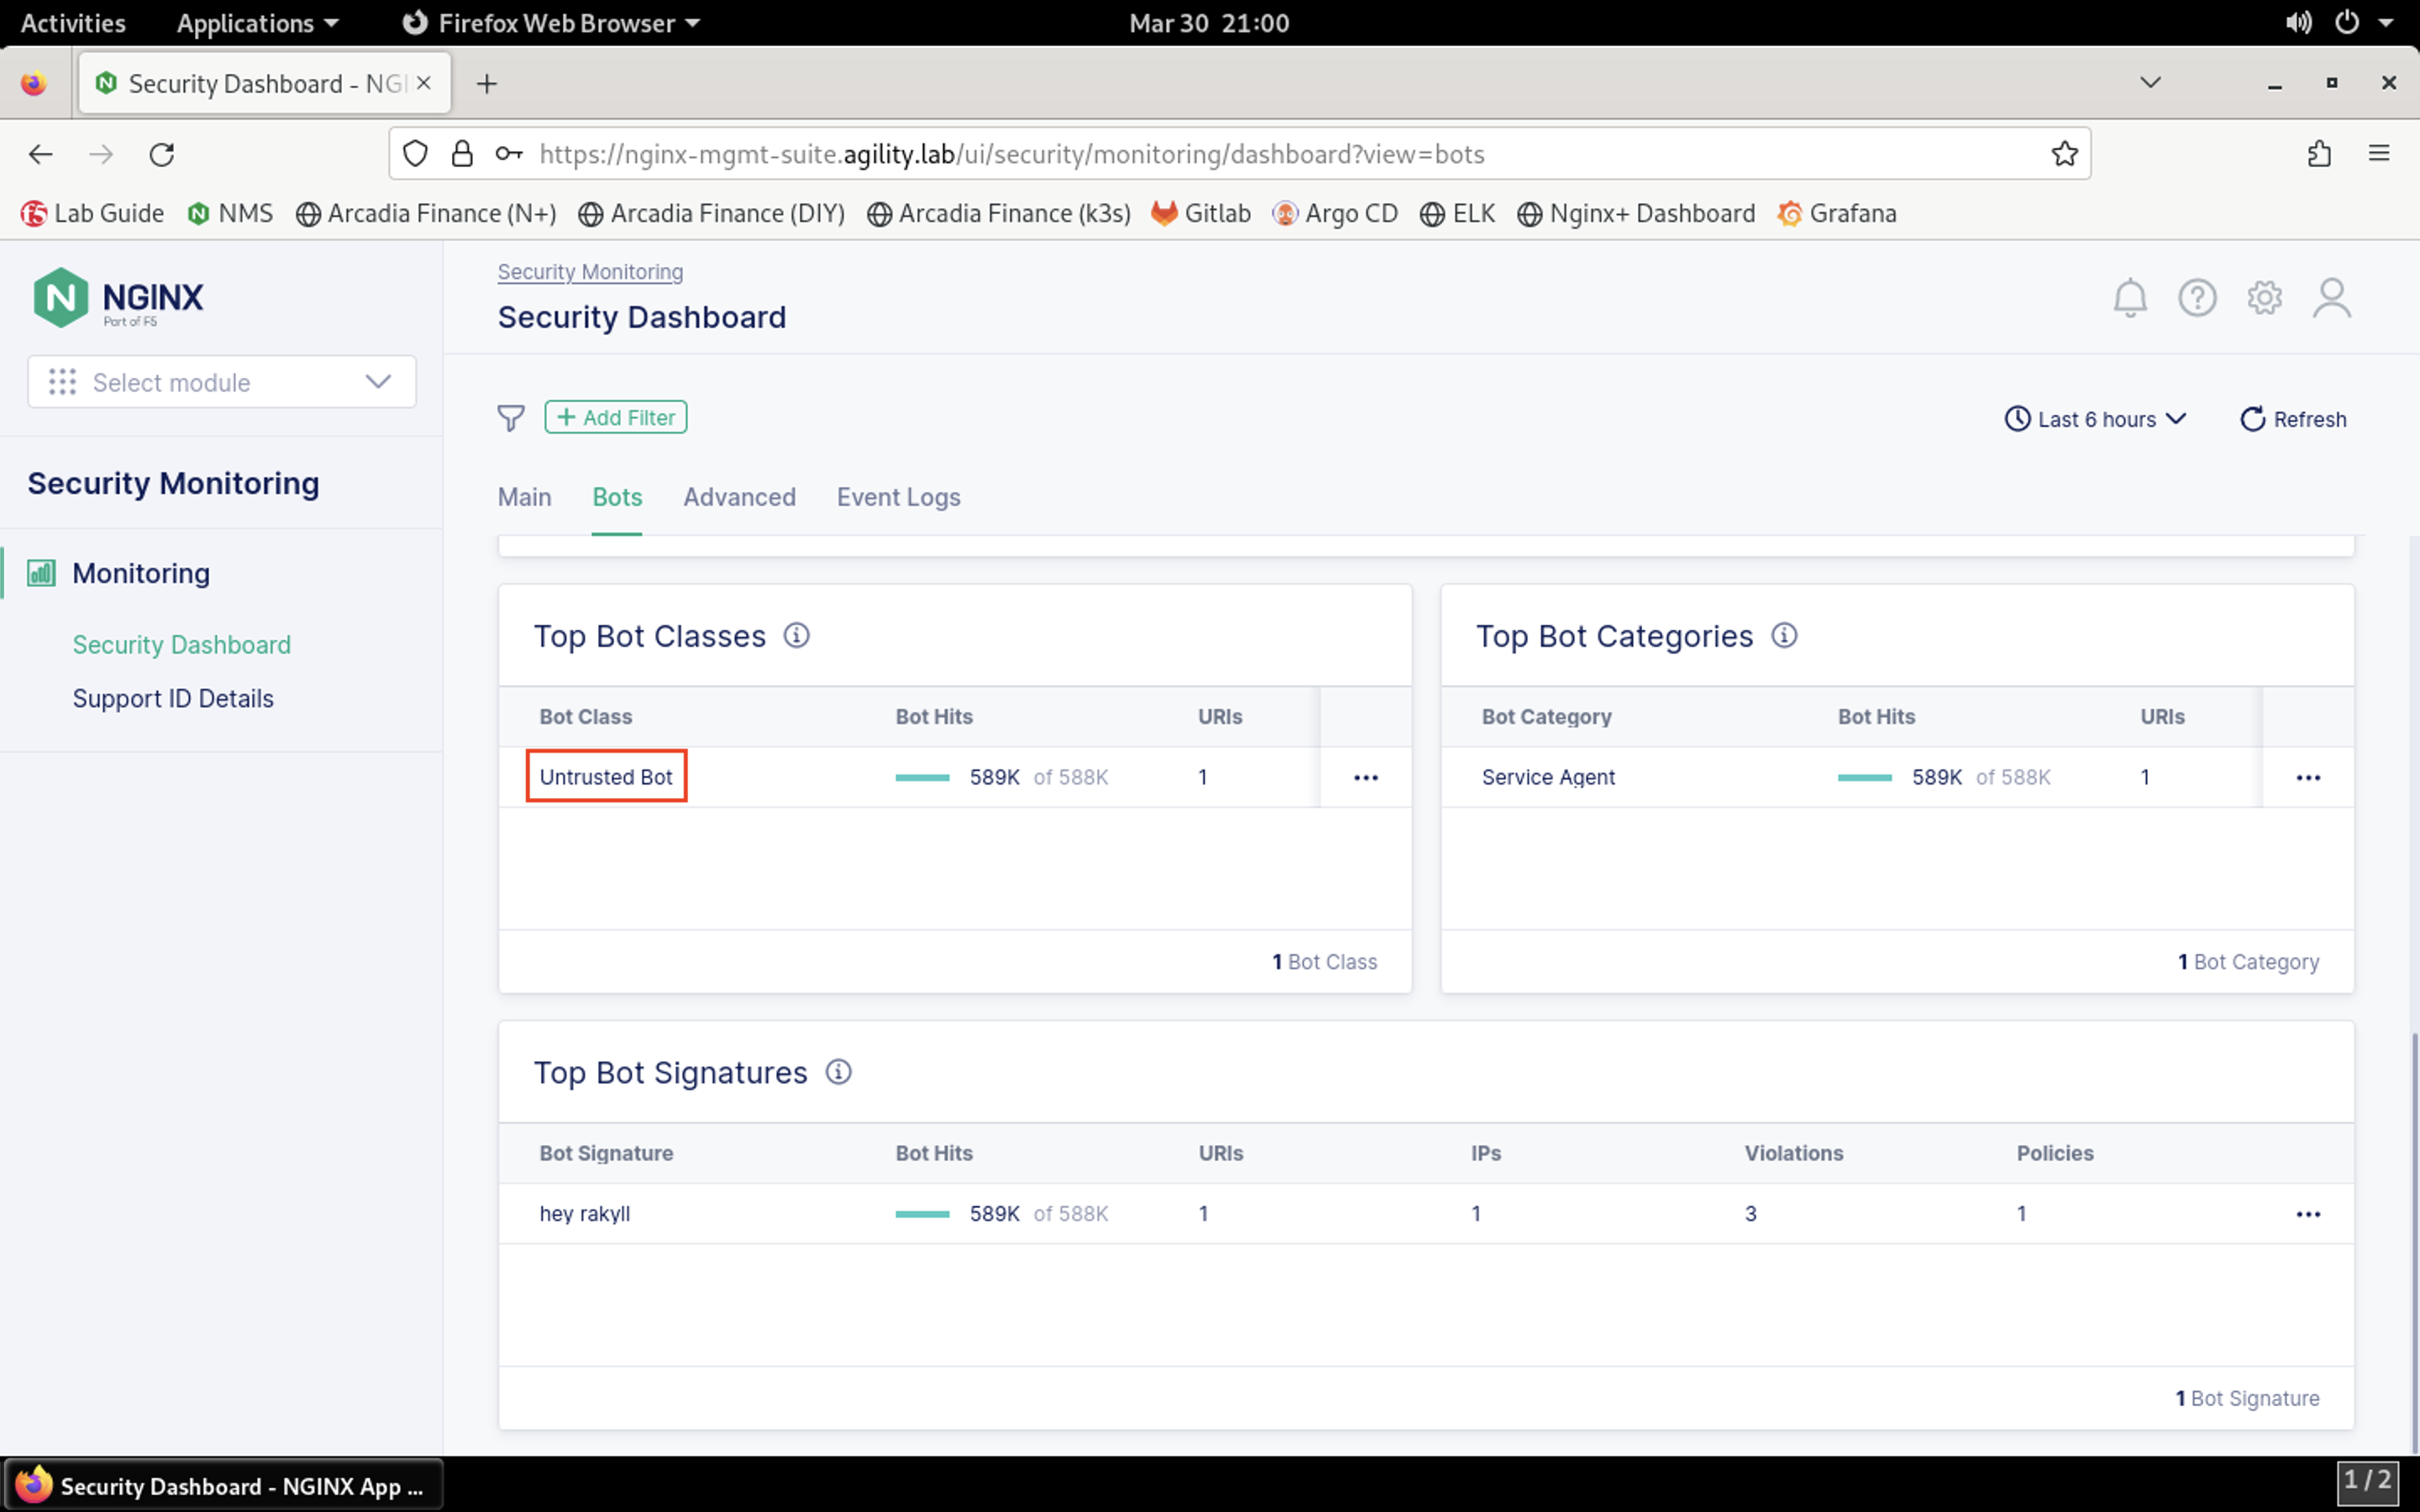 Activities Applications Firefox Web Browser Mar 30 21:00
Security Dashboard - NGI
https://nginx-mgmt-suite.agility.lab/ui/security/monitoring/dashboard?view=bots
Lab Guide NMS Arcadia Finance (N+) Arcadia Finance (DIY) Arcadia Finance (k3s) Gitlab Argo CD ELK Nginx+ Dashboard Grafana
NGINX
Part of F5
Select module
Security Monitoring
Monitoring
Security Dashboard
Support ID Details
Security Monitoring
Security Dashboard
+ Add Filter Last 6 hours Refresh
Main Bots Advanced Event Logs
Top Bot Classes
Bot Class Bot Hits URIs
Untrusted Bot 589K of 588K 1 ...
1 Bot Class
Top Bot Categories
Bot Category Bot Hits URIs
Service Agent 589K of 588K 1 ...
1 Bot Category
Top Bot Signatures
Bot Signature Bot Hits URIs IPs Violations Policies
hey rakyll 589K of 588K 1 1 3 1 ...
1 Bot Signature
Security Dashboard - NGINX App ... 1 / 2